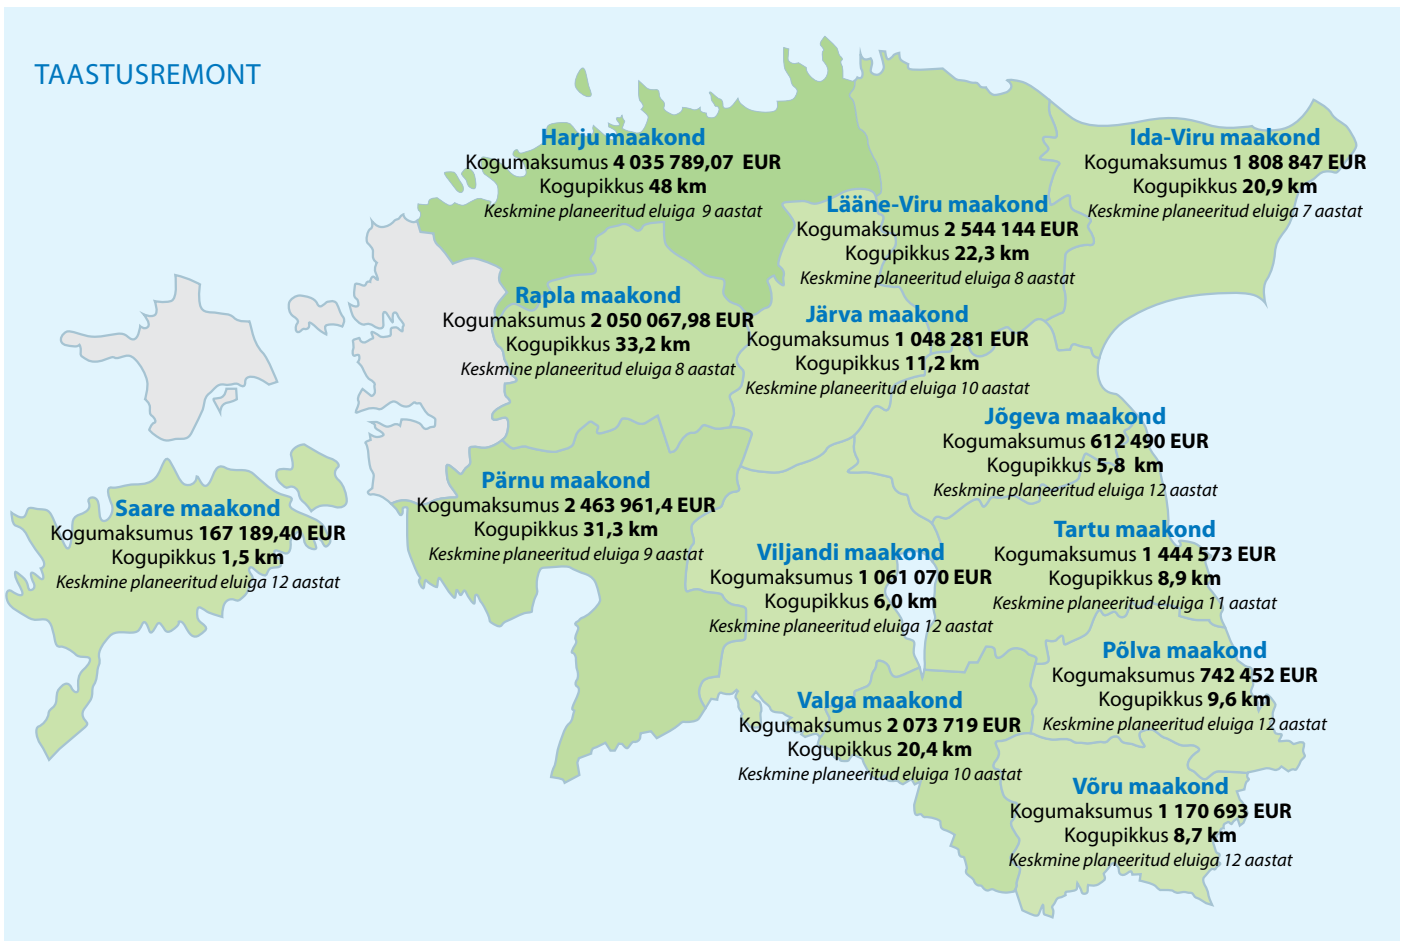 TAASTUSREMONT
Harju maakond
Kogumaksumus 4 035 789,07 EUR
Kogupikkus 48 km
Keskmine planeeritud eluiga 9 aastat
Ida-Viru maakond
Kogumaksumus 1 808 847 EUR
Kogupikkus 20,9 km
Keskmine planeeritud eluiga 7 aastat
Lääne-Viru maakond
Kogumaksumus 2 544 144 EUR
Kogupikkus 22,3 km
Keskmine planeeritud eluiga 8 aastat
Rapla maakond
Kogumaksumus 2 050 067,98 EUR
Kogupikkus 33,2 km
Keskmine planeeritud eluiga 8 aastat
Järva maakond
Kogumaksumus 1 048 281 EUR
Kogupikkus 11,2 km
Keskmine planeeritud eluiga 10 aastat
Jõgeva maakond
Kogumaksumus 612 490 EUR
Kogupikkus 5,8 km
Keskmine planeeritud eluiga 12 aastat
Pärnu maakond
Kogumaksumus 2 463 961,4 EUR
Kogupikkus 31,3 km
Keskmine planeeritud eluiga 9 aastat
Saare maakond
Kogumaksumus 167 189,40 EUR
Kogupikkus 1,5 km
Keskmine planeeritud eluiga 12 aastat
Tartu maakond
Kogumaksumus 1 444 573 EUR
Kogupikkus 8,9 km
Keskmine planeeritud eluiga 11 aastat
Viljandi maakond
Kogumaksumus 1 061 070 EUR
Kogupikkus 6,0 km
Keskmine planeeritud eluiga 12 aastat
Põlva maakond
Kogumaksumus 742 452 EUR
Kogupikkus 9,6 km
Keskmine planeeritud eluiga 12 aastat
Valga maakond
Kogumaksumus 2 073 719 EUR
Kogupikkus 20,4 km
Keskmine planeeritud eluiga 10 aastat
Võru maakond
Kogumaksumus 1 170 693 EUR
Kogupikkus 8,7 km
Keskmine planeeritud eluiga 12 aastat